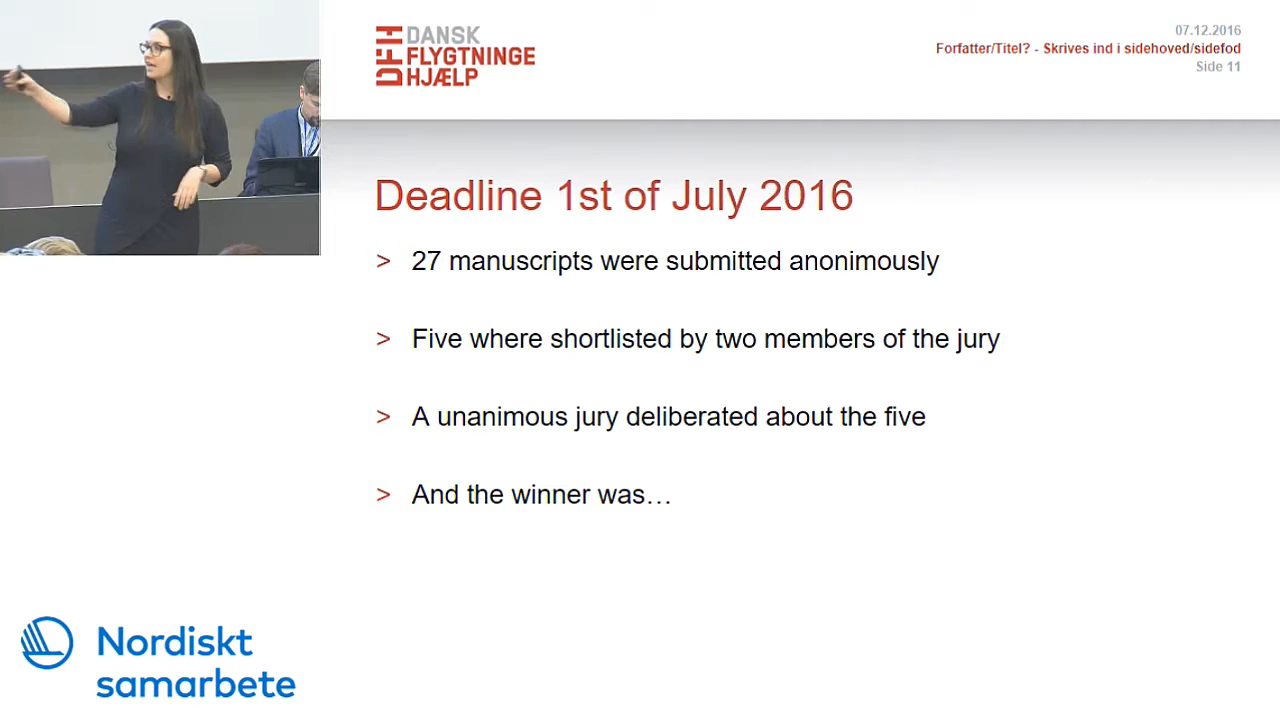 DFH DANSK
FLYGTNINGE
HJÆLP
07.12.2016
Forfatter/Titel? - Skrives ind i sidehoved/sidefod
Side 11
Deadline 1st of July 2016
> 27 manuscripts were submitted anonimously
> Five where shortlisted by two members of the jury
> A unanimous jury deliberated about the five
> And the winner was…
Nordiskt
samarbete